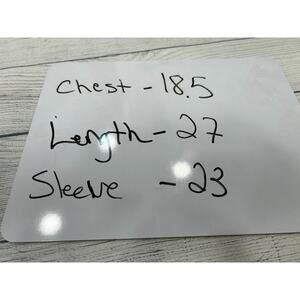 Chest - 18.5
Length - 27
Sleeve - 23